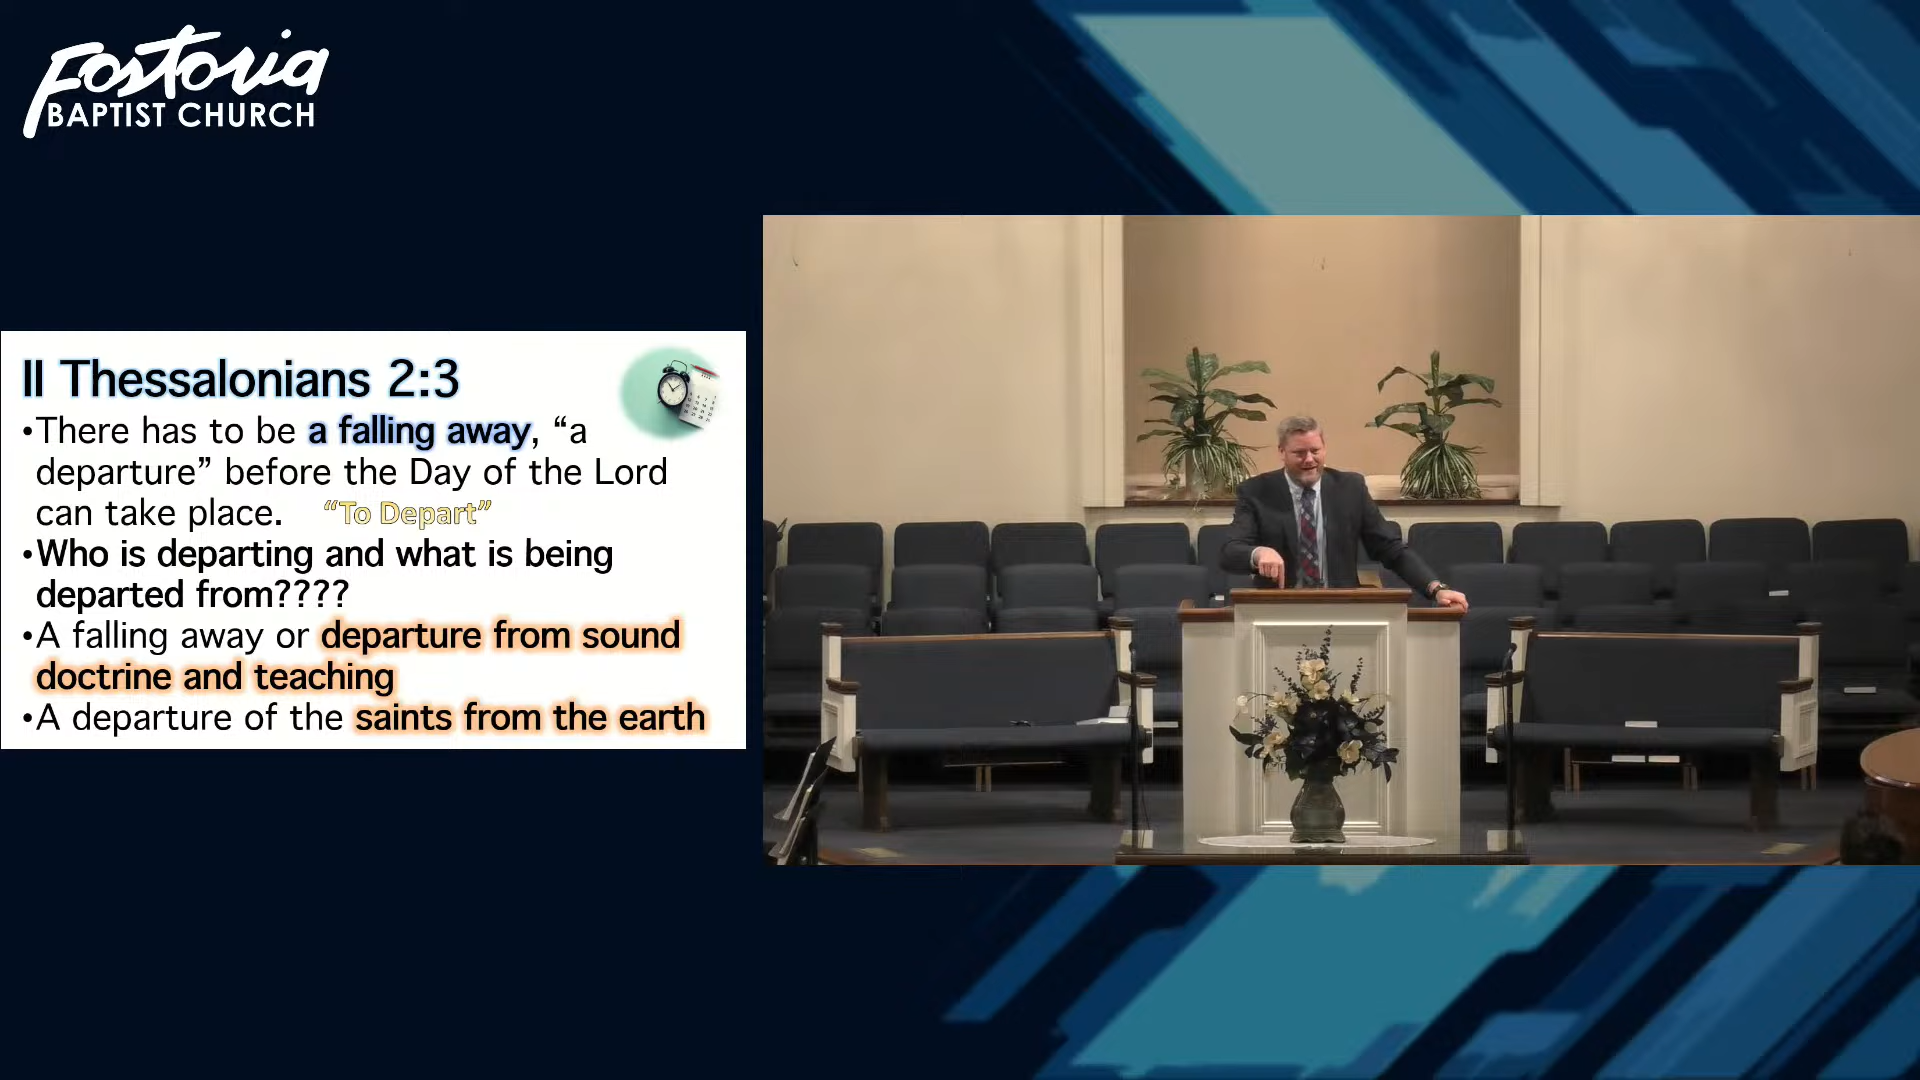 Fostoria
BAPTIST CHURCH
II Thessalonians 2:3
•There has to be a falling away, “a
departure” before the Day of the Lord
can take place. “To Depart”
•Who is departing and what is being
departed from????
•A falling away or departure from sound
doctrine and teaching
•A departure of the saints from the earth